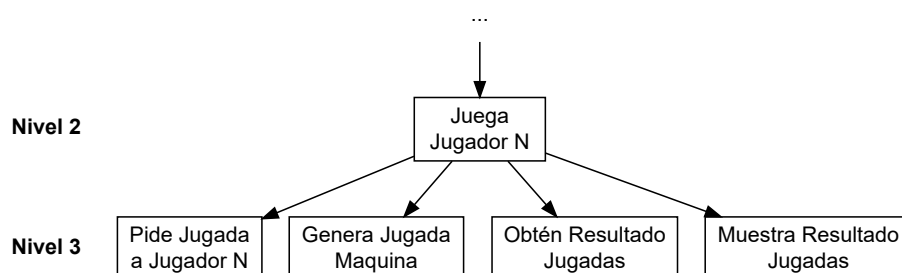 ...
Nivel 2
Juega
Jugador N
Nivel 3
Pide Jugada
a Jugador N
Genera Jugada
Maquina
Obtén Resultado
Jugadas
Muestra Resultado
Jugadas